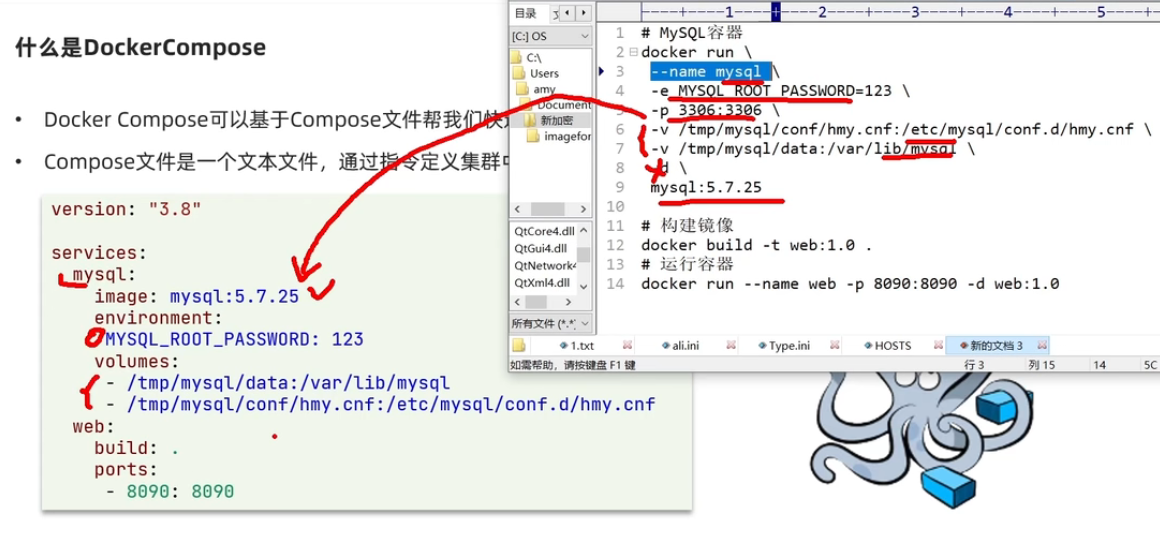 什么是DockerCompose
• Docker Compose可以基于Compose文件帮我们快
• Compose文件是一个文本文件，通过指令定义集群中
version: "3.8"
services:
mysql:
image: mysql:5.7.25
environment:
MYSQL_ROOT_PASSWORD: 123
volumes:
- /tmp/mysql/data:/var/lib/mysql
- /tmp/mysql/conf/hmy.cnf:/etc/mysql/conf.d/hmy.cnf
web:
build: .
ports:
- 8090: 8090
目录
[C:] OS
C:\
Users
amy
Document
新加密
imagefor
QtCore4.dll
QtGui4.dll
QtNetwork4
QtXml4.dll
所有文件 (*.*)
1 2 3 4 5
1 # MySQL容器
2 docker run \
3 --name mysql \
4 -e MYSQL_ROOT_PASSWORD=123 \
5 -p 3306:3306 \
6 -v /tmp/mysql/conf/hmy.cnf:/etc/mysql/conf.d/hmy.cnf \
7 -v /tmp/mysql/data:/var/lib/mysql \
8 -d \
9 mysql:5.7.25
10
11 # 构建镜像
12 docker build -t web:1.0 .
13 # 运行容器
14 docker run --name web -p 8090:8090 -d web:1.0
1.txt ali.ini Type.ini HOSTS 新的文档 3
如需帮助，请按键盘 F1 键 行 3 列 15 14 5C